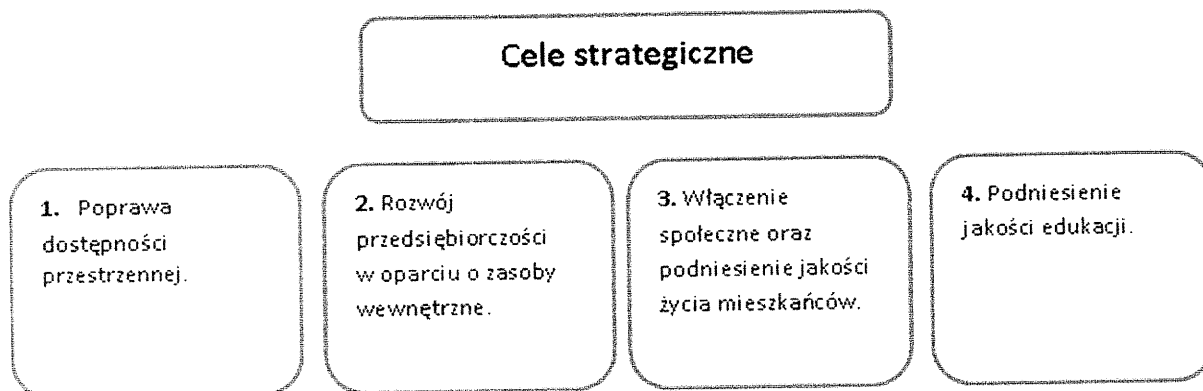 Cele strategiczne
1. Poprawa
dostępności
przestrzennej.
2. Rozwój
przedsiębiorczości
w oparciu o zasoby
wewnętrzne.
3. Włączenie
społeczne oraz
podniesienie jakości
życia mieszkańców.
4. Podniesienie
jakości edukacji.